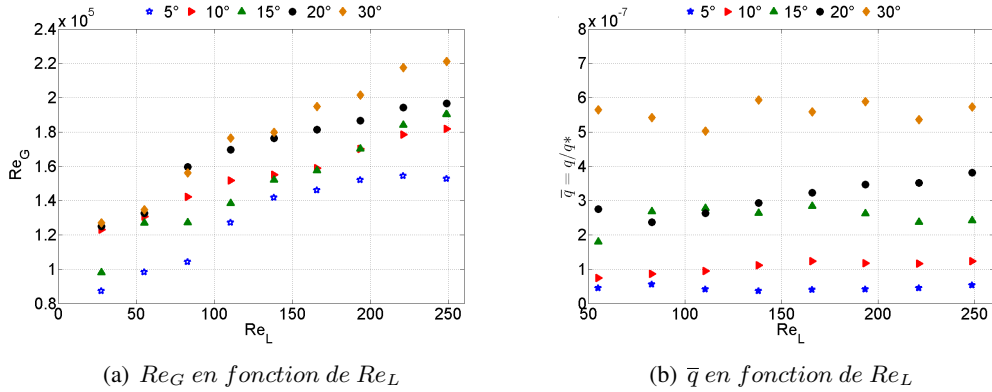 5° 10° 15° 20° 30°
x 10^5
2.4
2.2
2
1.8
1.6
1.4
1.2
1
0.8
Re_G
0 50 100 150 200 250
Re_L
(a) Re_G en fonction de Re_L
5° 10° 15° 20° 30°
x 10^-7
8
7
6
5
4
3
2
1
0
q̅ = q/q*
50 100 150 200 250
Re_L
(b) q̅ en fonction de Re_L